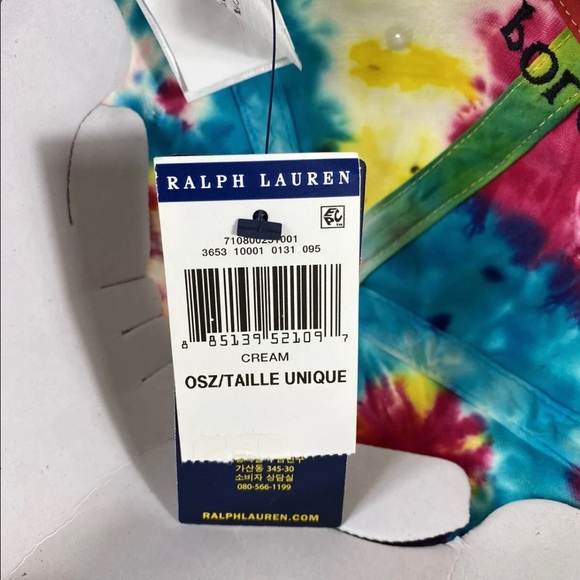 bor
RALPH LAUREN
3653 10001 0131 095
8 85139 52109 7
CREAM
OSZ/TAILLE UNIQUE
가산동 345-30
소비자 상담실
080-566-1199
RALPHLAUREN.COM